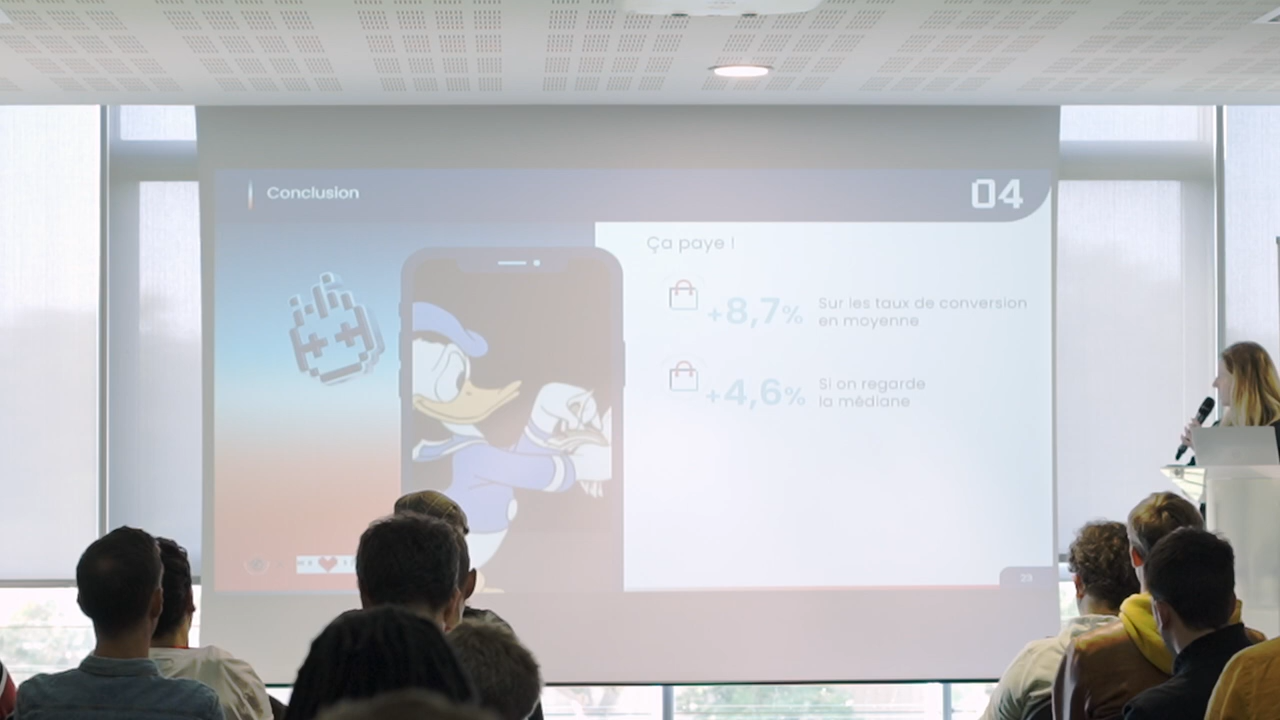 Conclusion
04
Ça paye !
+8,7%
Sur les taux de conversion
en moyenne
+4,6%
Si on regarde
la médiane
23